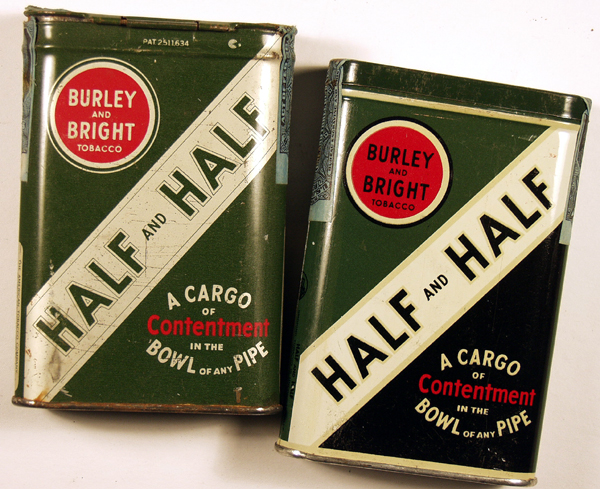 PAT 2511634
BURLEY
AND
BRIGHT
TOBACCO
HALF AND HALF
A CARGO
OF
Contentment
IN THE
BOWL OF ANY PIPE
BURLEY
AND
BRIGHT
TOBACCO
HALF AND HALF
A CARGO
OF
Contentment
IN THE
BOWL OF ANY PIPE